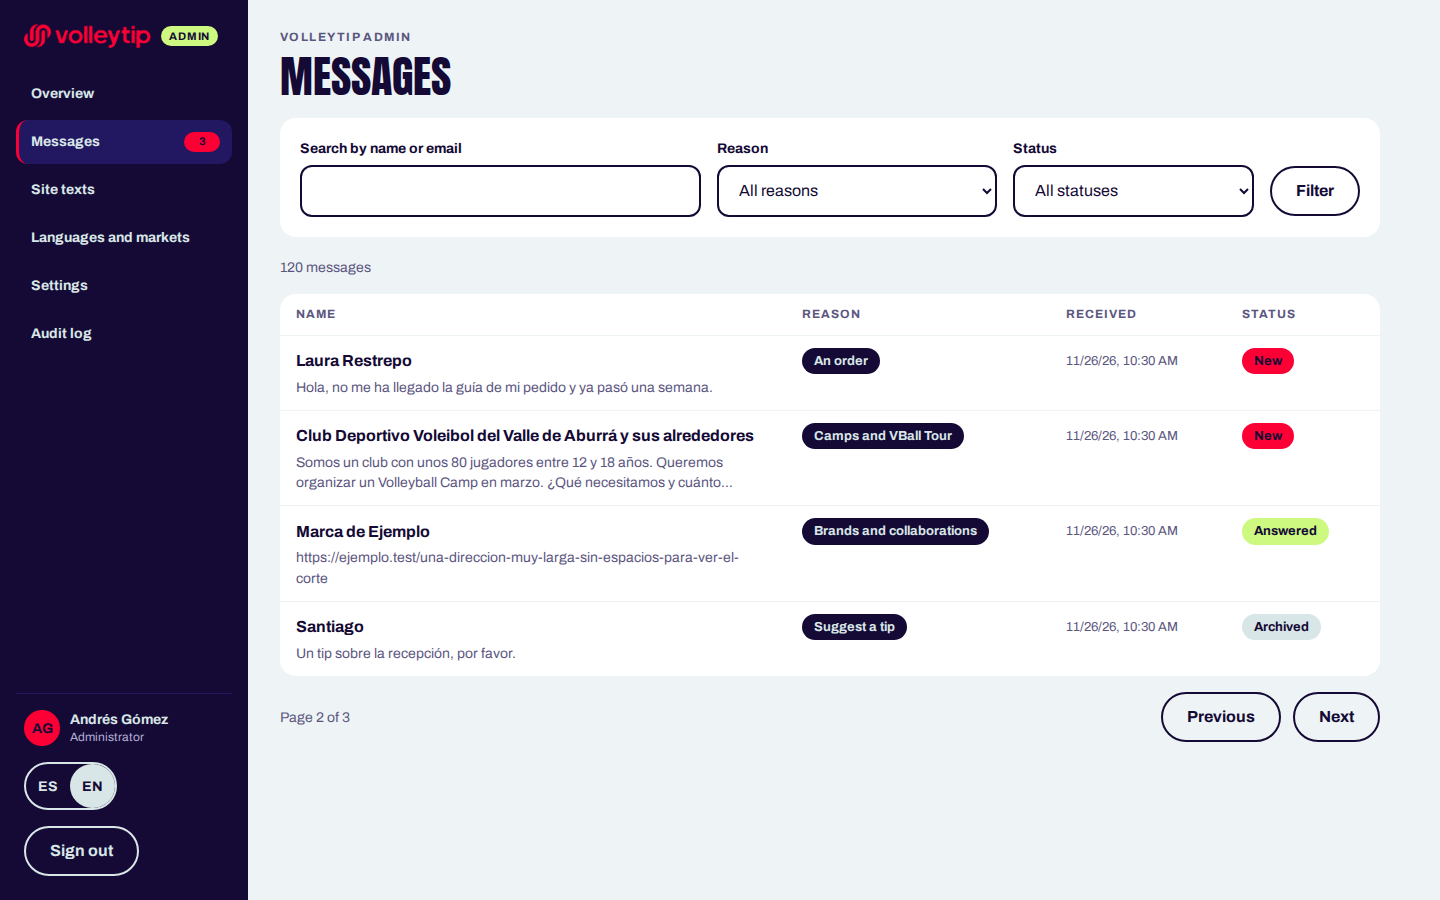 volleytip ADMIN
Overview
Messages 3
Site texts
Languages and markets
Settings
Audit log
AG Andrés Gómez
Administrator
ES EN
Sign out
VOLLEYTIP ADMIN
MESSAGES
Search by name or email Reason Status
All reasons All statuses Filter
120 messages
NAME REASON RECEIVED STATUS
Laura Restrepo An order 11/26/26, 10:30 AM New
Hola, no me ha llegado la guía de mi pedido y ya pasó una semana.
Club Deportivo Voleibol del Valle de Aburrá y sus alrededores Camps and VBall Tour 11/26/26, 10:30 AM New
Somos un club con unos 80 jugadores entre 12 y 18 años. Queremos
organizar un Volleyball Camp en marzo. ¿Qué necesitamos y cuánto...
Marca de Ejemplo Brands and collaborations 11/26/26, 10:30 AM Answered
https://ejemplo.test/una-direccion-muy-larga-sin-espacios-para-ver-el-
corte
Santiago Suggest a tip 11/26/26, 10:30 AM Archived
Un tip sobre la recepción, por favor.
Page 2 of 3 Previous Next